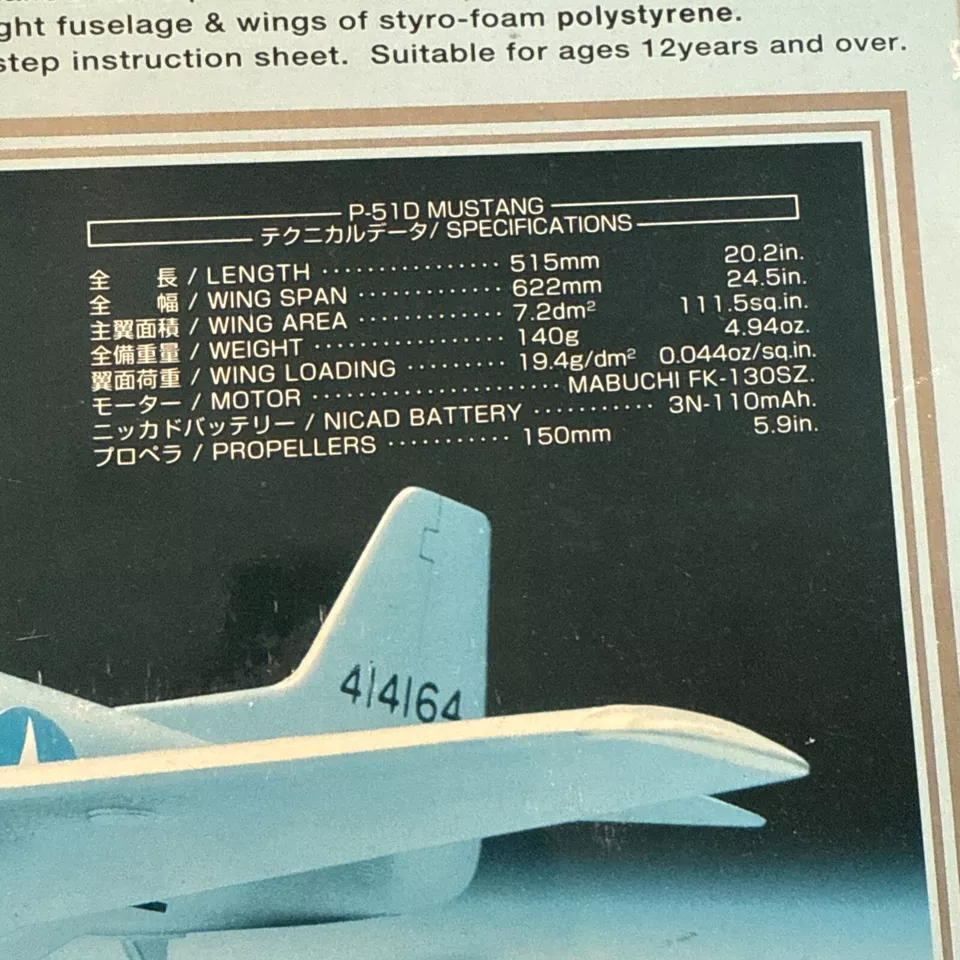 ght fuselage & wings of styro-foam polystyrene.
step instruction sheet. Suitable for ages 12years and over.
P-51D MUSTANG
テクニカルデータ/ SPECIFICATIONS
全 長 / LENGTH ················ 515mm 20.2in.
全 幅 / WING SPAN ············· 622mm 24.5in.
主翼面積 / WING AREA ············· 7.2dm² 111.5sq.in.
全備重量 / WEIGHT ················· 140g 4.94oz.
翼面荷重 / WING LOADING ········· 19.4g/dm² 0.044oz/sq.in.
モーター / MOTOR ······················ MABUCHI FK-130SZ.
ニッカドバッテリー / NICAD BATTERY ··········· 3N-110mAh.
プロペラ / PROPELLERS ··········· 150mm 5.9in.
414164